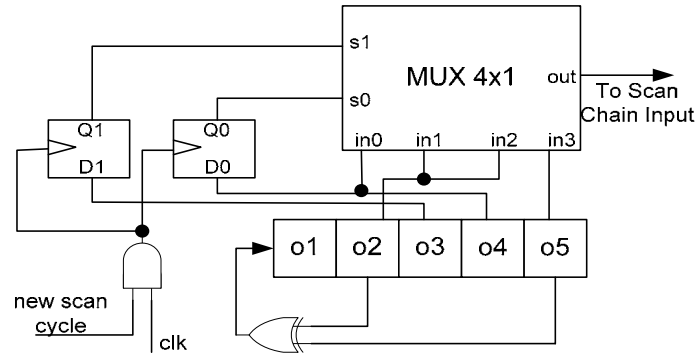 s1
MUX 4x1
out
To Scan
Chain Input
s0
Q1
Q0
in0 in1 in2 in3
D1
D0
o1 o2 o3 o4 o5
new scan
cycle
clk